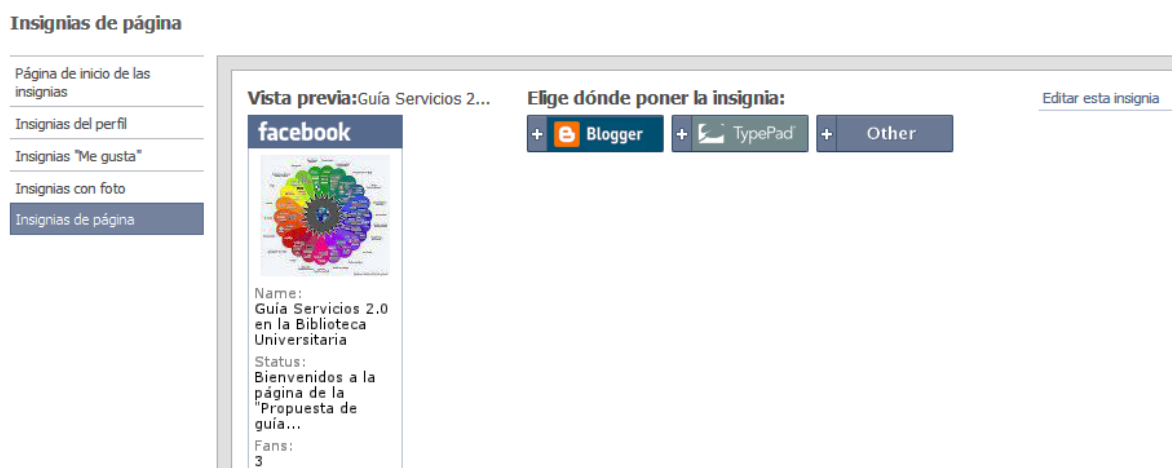 Insignias de página
Página de inicio de las
insignias
Insignias del perfil
Insignias "Me gusta"
Insignias con foto
Insignias de página
Vista previa:Guía Servicios 2...
facebook
Name:
Guía Servicios 2.0
en la Biblioteca
Universitaria
Status:
Bienvenidos a la
página de la
"Propuesta de
guía...
Fans:
3
Elige dónde poner la insignia:
+ Blogger
+ TypePad
+ Other
Editar esta insignia